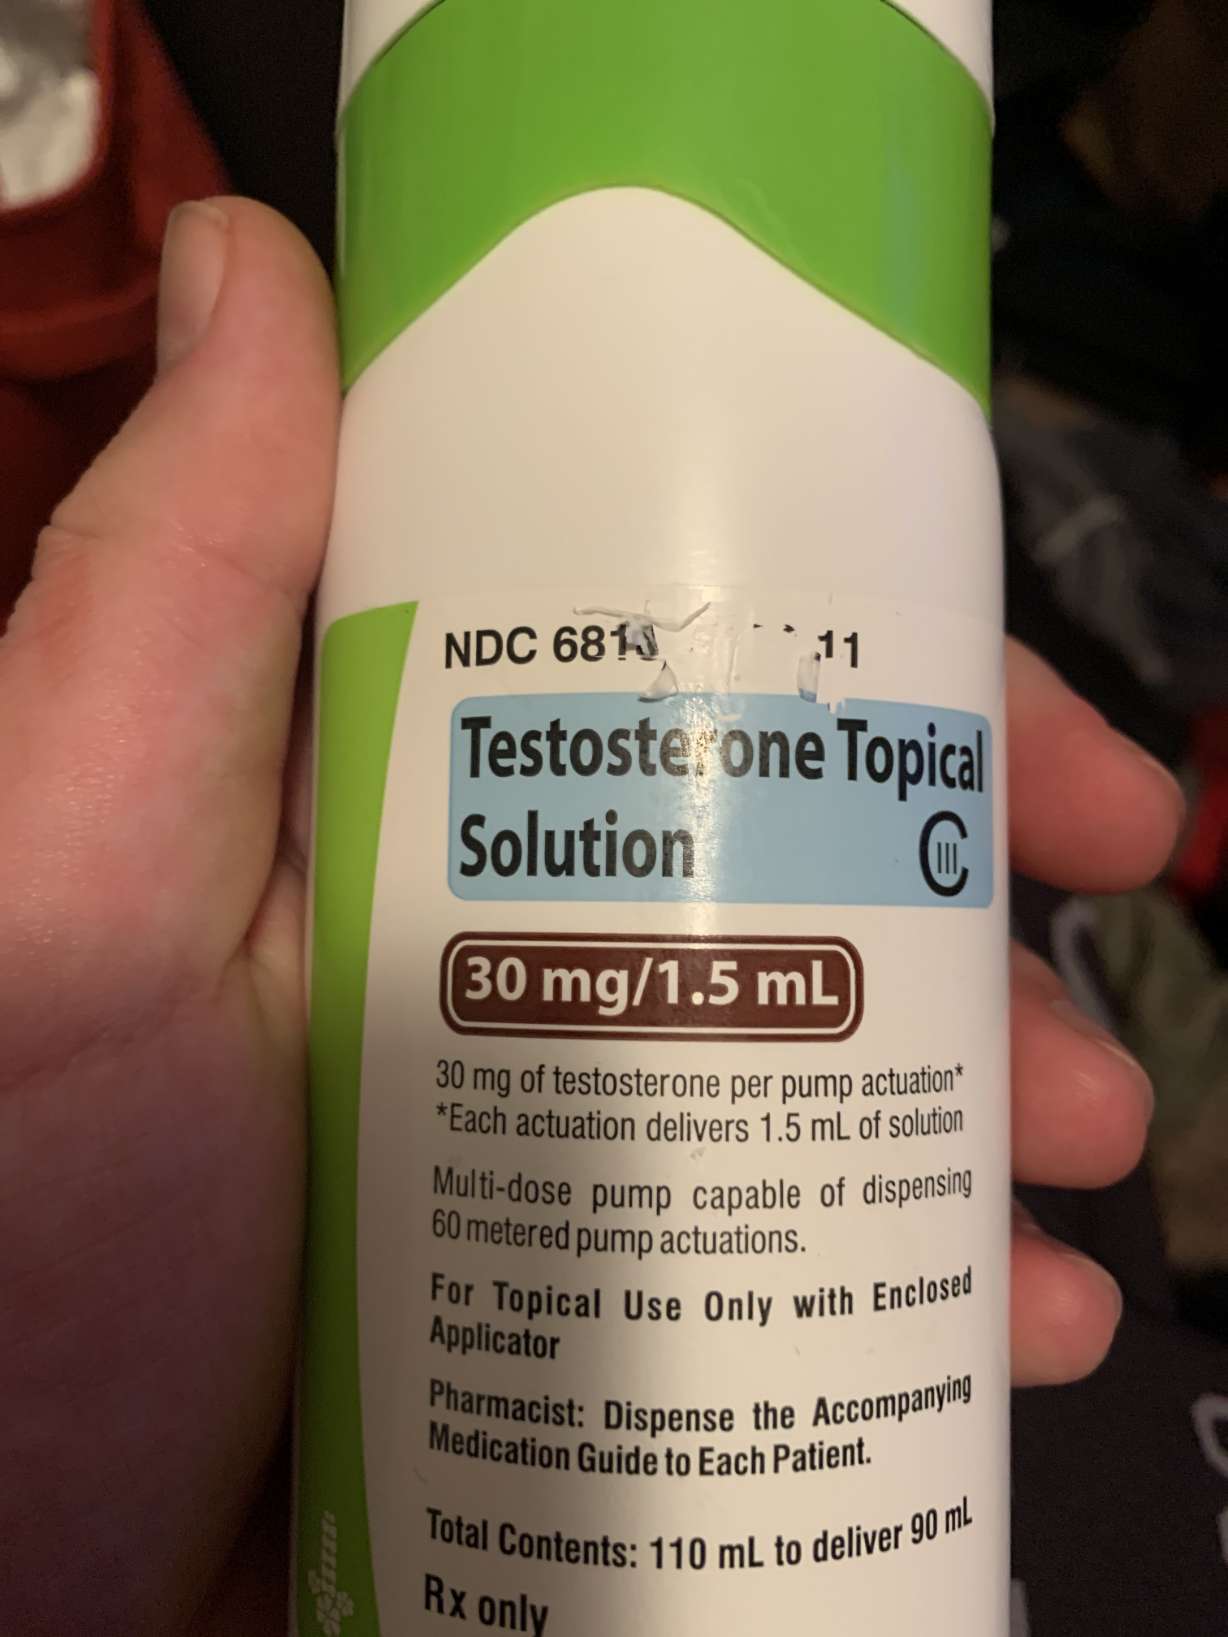 NDC 11
Testosterone Topical
Solution CIII
30 mg/1.5 mL
30 mg of testosterone per pump actuation*
*Each actuation delivers 1.5 mL of solution
Multi-dose pump capable of dispensing
60 metered pump actuations.
For Topical Use Only with Enclosed
Applicator
Pharmacist: Dispense the Accompanying
Medication Guide to Each Patient.
Total Contents: 110 mL to deliver 90 mL
Rx only